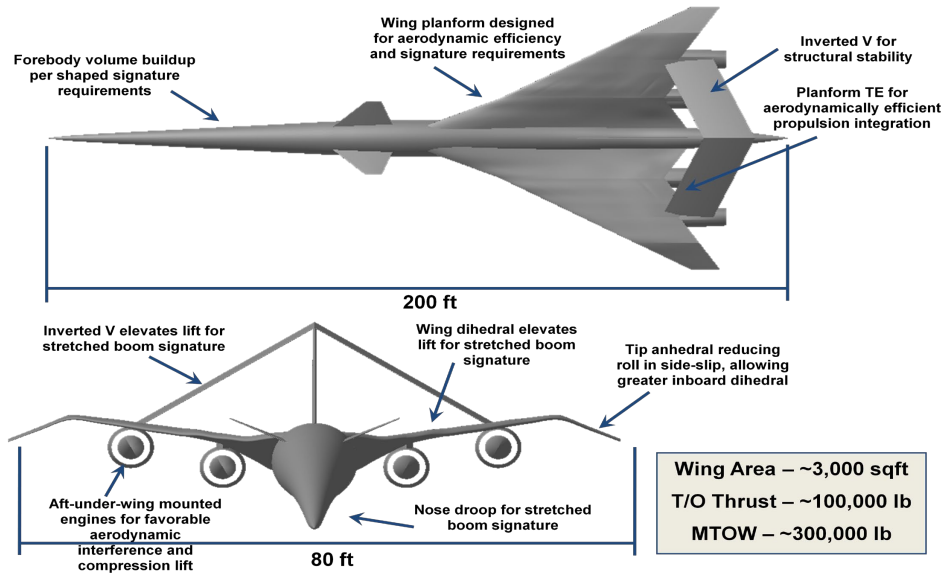 Forebody volume buildup
per shaped signature
requirements
Wing planform designed
for aerodynamic efficiency
and signature requirements
Inverted V for
structural stability
Planform TE for
aerodynamically efficient
propulsion integration
200 ft
Inverted V elevates lift for
stretched boom signature
Wing dihedral elevates
lift for stretched boom
signature
Tip anhedral reducing
roll in side-slip, allowing
greater inboard dihedral
Aft-under-wing mounted
engines for favorable
aerodynamic
interference and
compression lift
Nose droop for stretched
boom signature
80 ft
Wing Area – ~3,000 sqft
T/O Thrust – ~100,000 lb
MTOW – ~300,000 lb